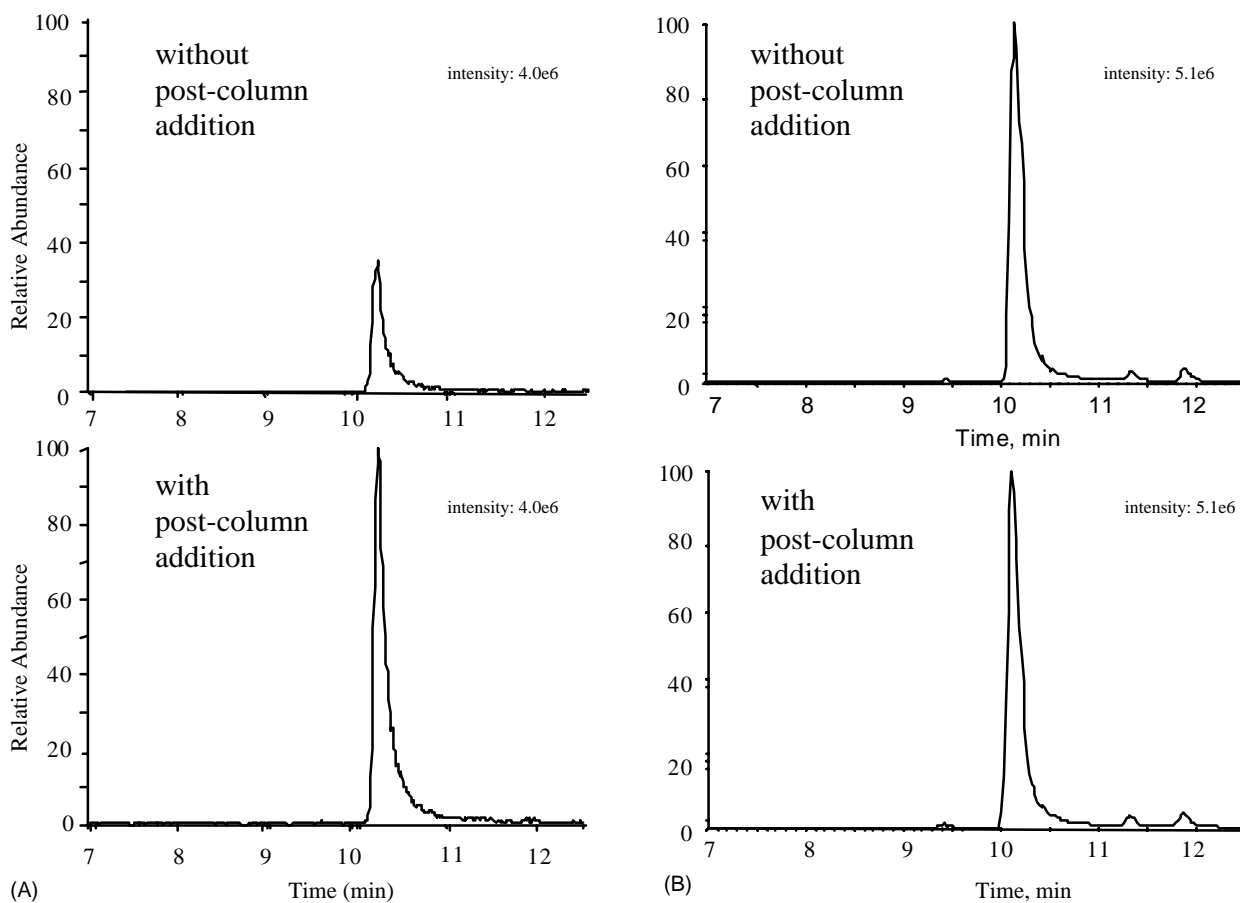 100
80
60
40
20
0
Relative Abundance
without
post-column
addition
intensity: 4.0e6
7 8 9 10 11 12
100
80
60
40
20
0
without
post-column
addition
intensity: 5.1e6
7 8 9 10 11 12
Time, min
100
80
60
40
20
0
Relative Abundance
with
post-column
addition
intensity: 4.0e6
7 8 9 10 11 12
(A)
Time (min)
100
80
60
40
20
0
with
post-column
addition
intensity: 5.1e6
7 8 9 10 11 12
(B)
Time, min